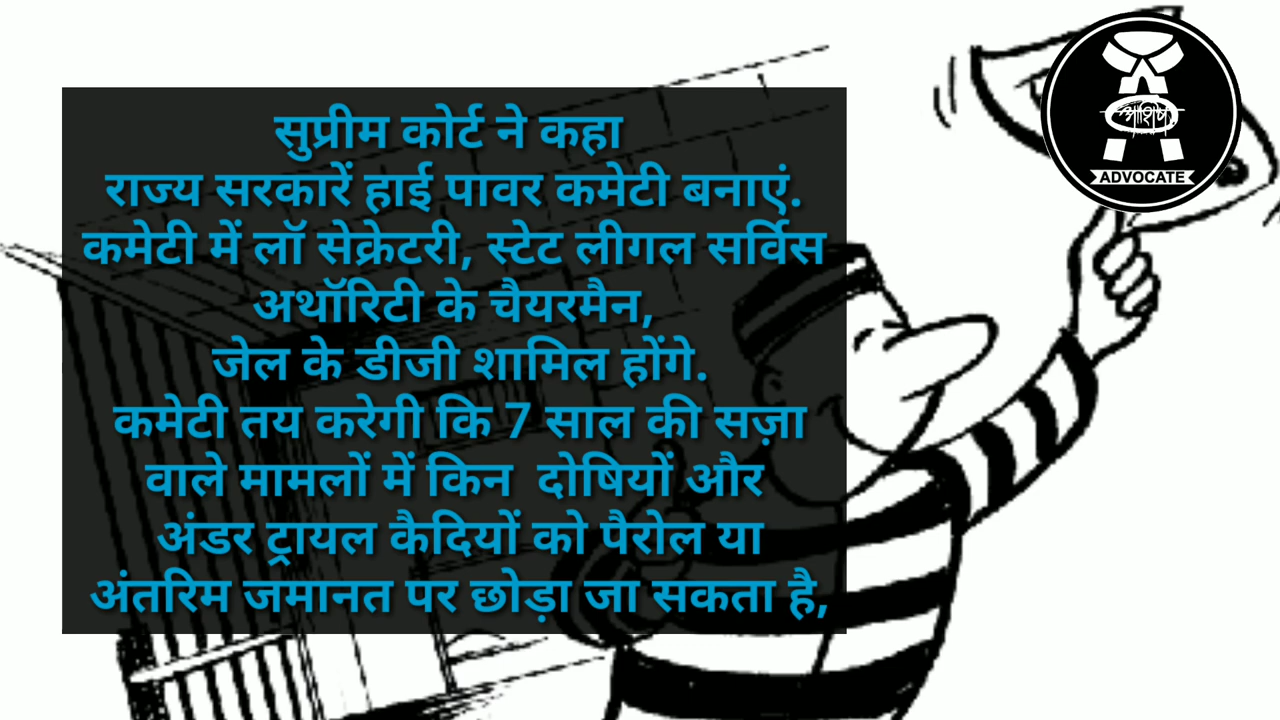 सुप्रीम कोर्ट ने कहा
राज्य सरकारें हाई पावर कमेटी बनाएं.
कमेटी में लॉ सेक्रेटरी, स्टेट लीगल सर्विस
अथॉरिटी के चैयरमैन,
जेल के डीजी शामिल होंगे.
कमेटी तय करेगी कि 7 साल की सज़ा
वाले मामलों में किन दोषियों और
अंडर ट्रायल कैदियों को पैरोल या
अंतरिम जमानत पर छोड़ा जा सकता है,
ADVOCATE